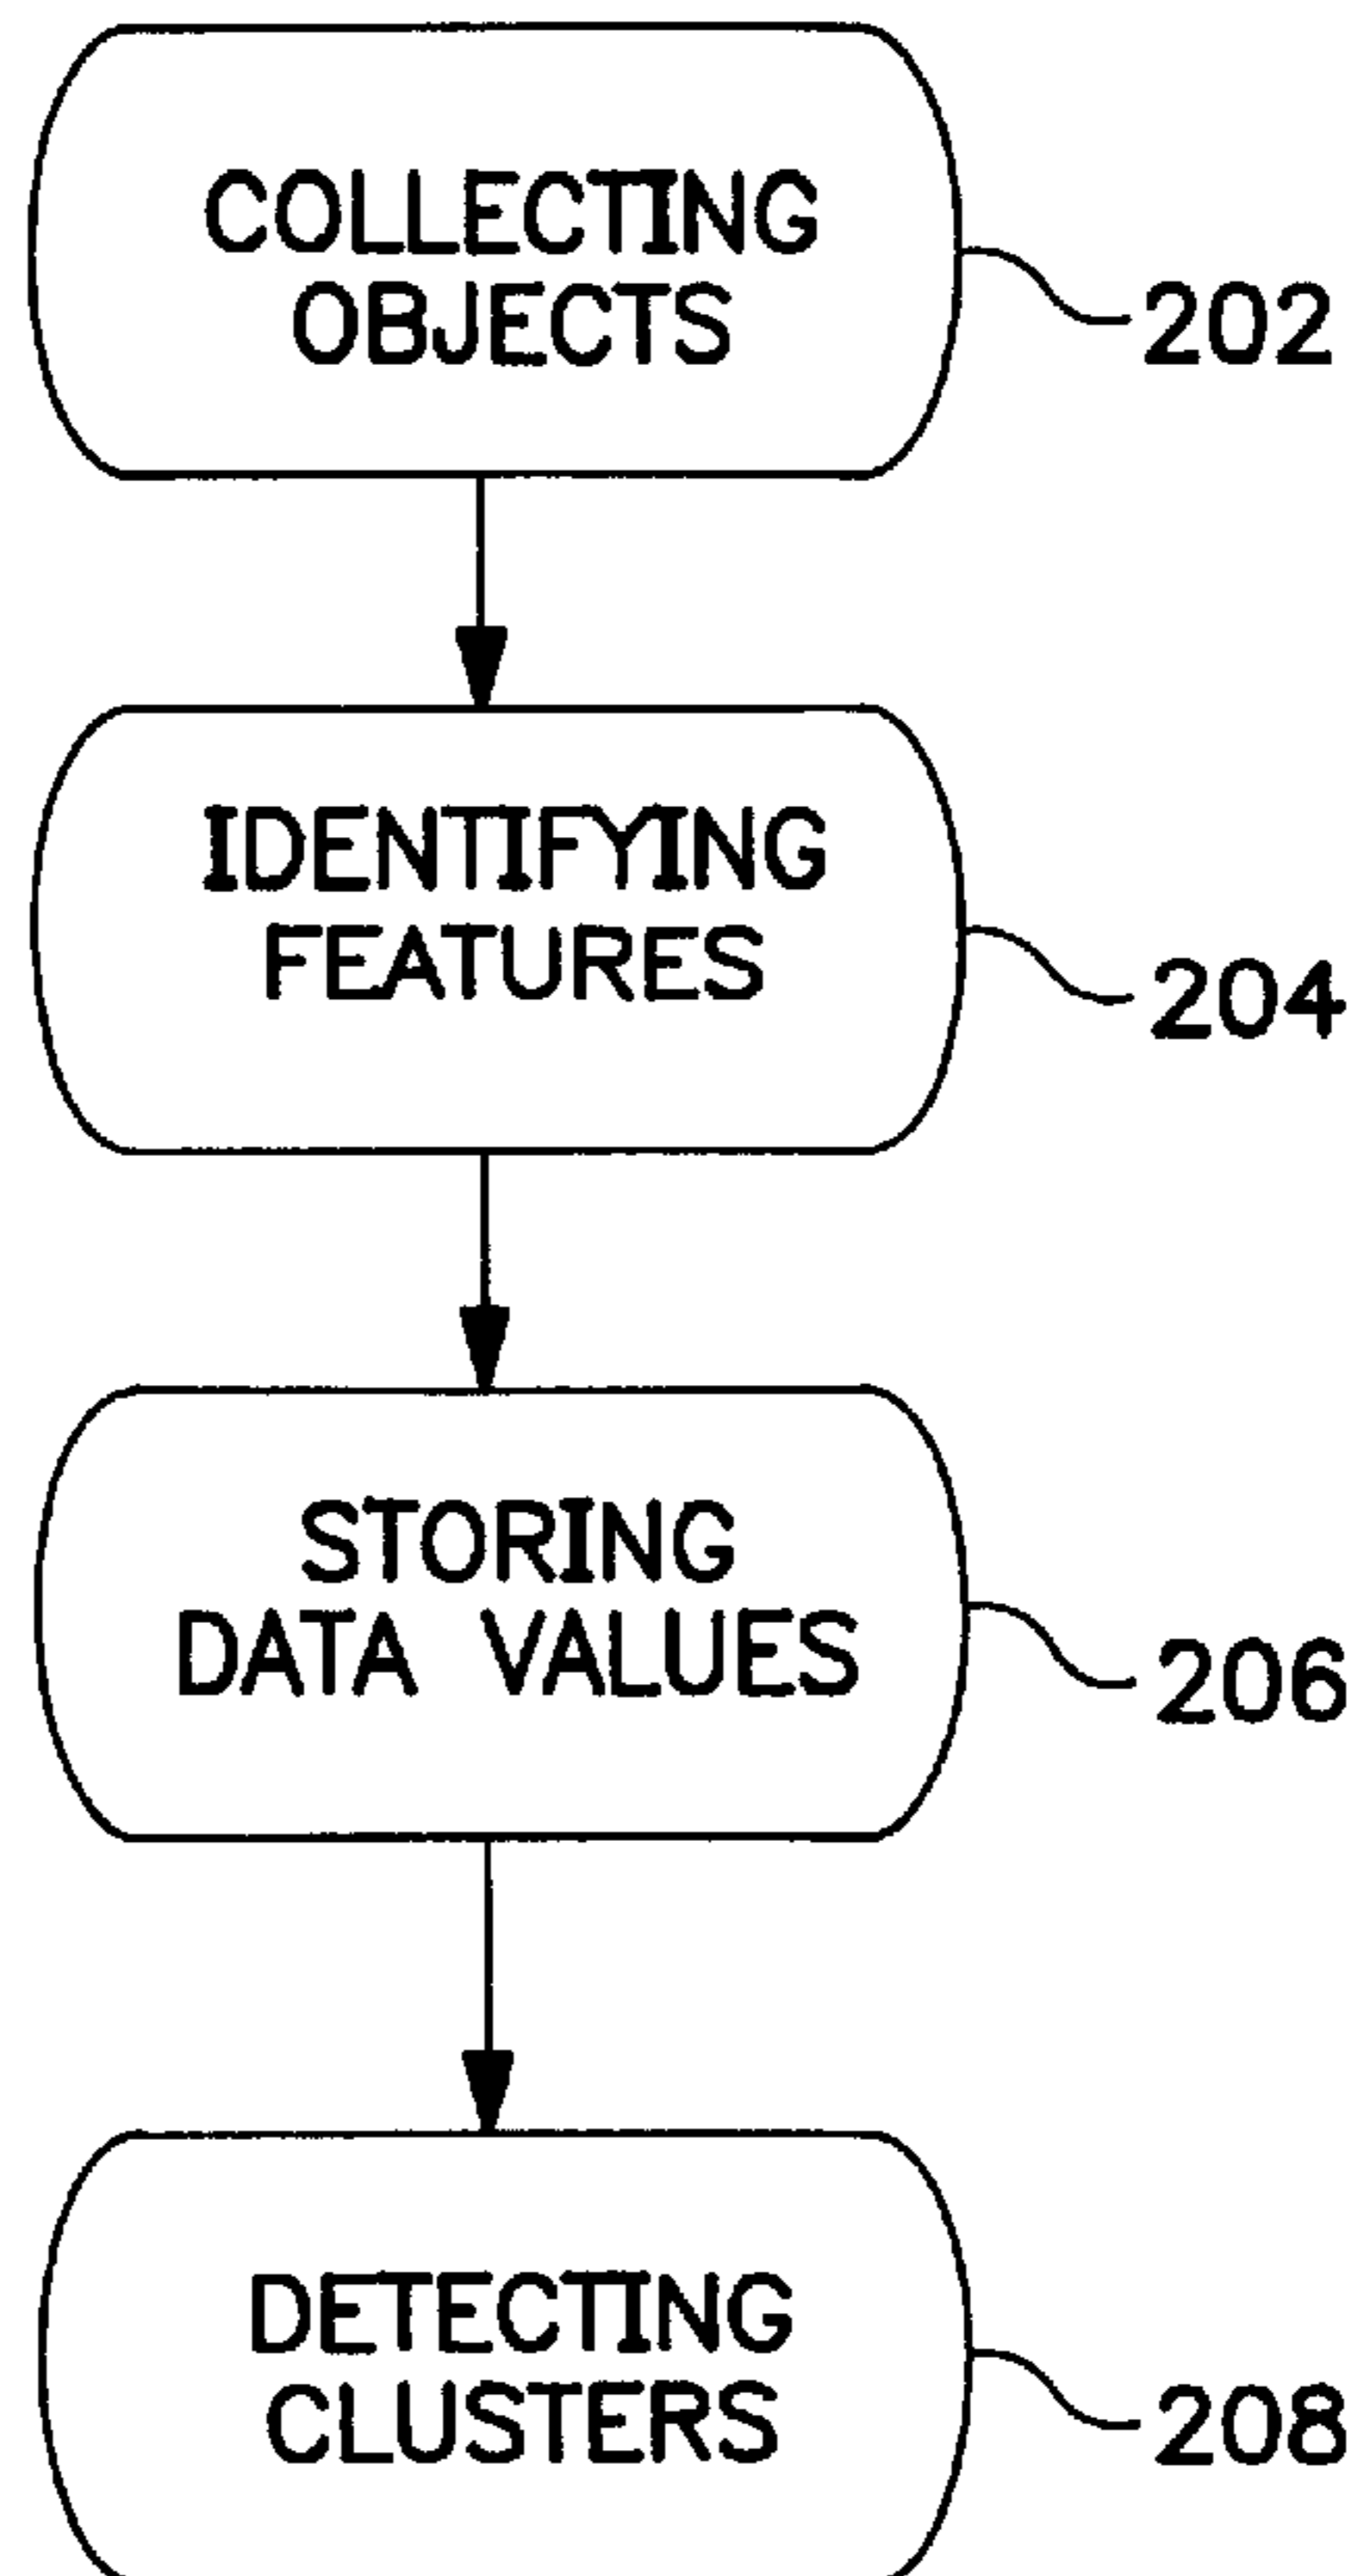 COLLECTING
OBJECTS
202
IDENTIFYING
FEATURES
204
STORING
DATA VALUES
206
DETECTING
CLUSTERS
208